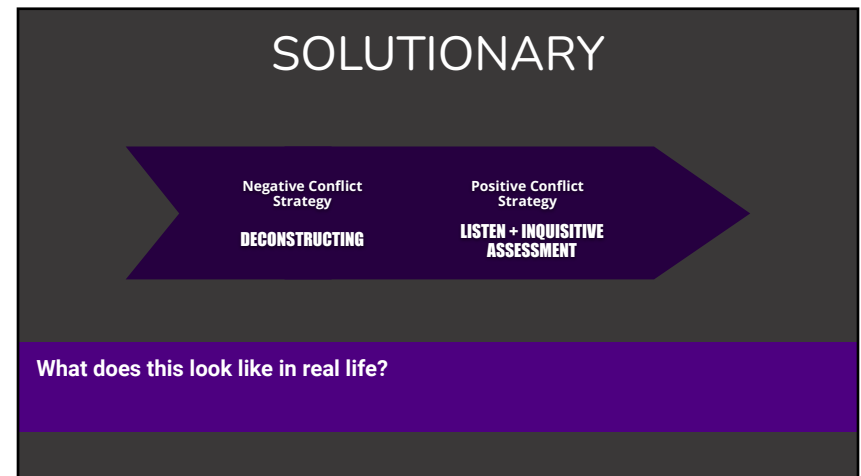 SOLUTIONARY
Negative Conflict
Strategy
DECONSTRUCTING
Positive Conflict
Strategy
LISTEN + INQUISITIVE
ASSESSMENT
What does this look like in real life?